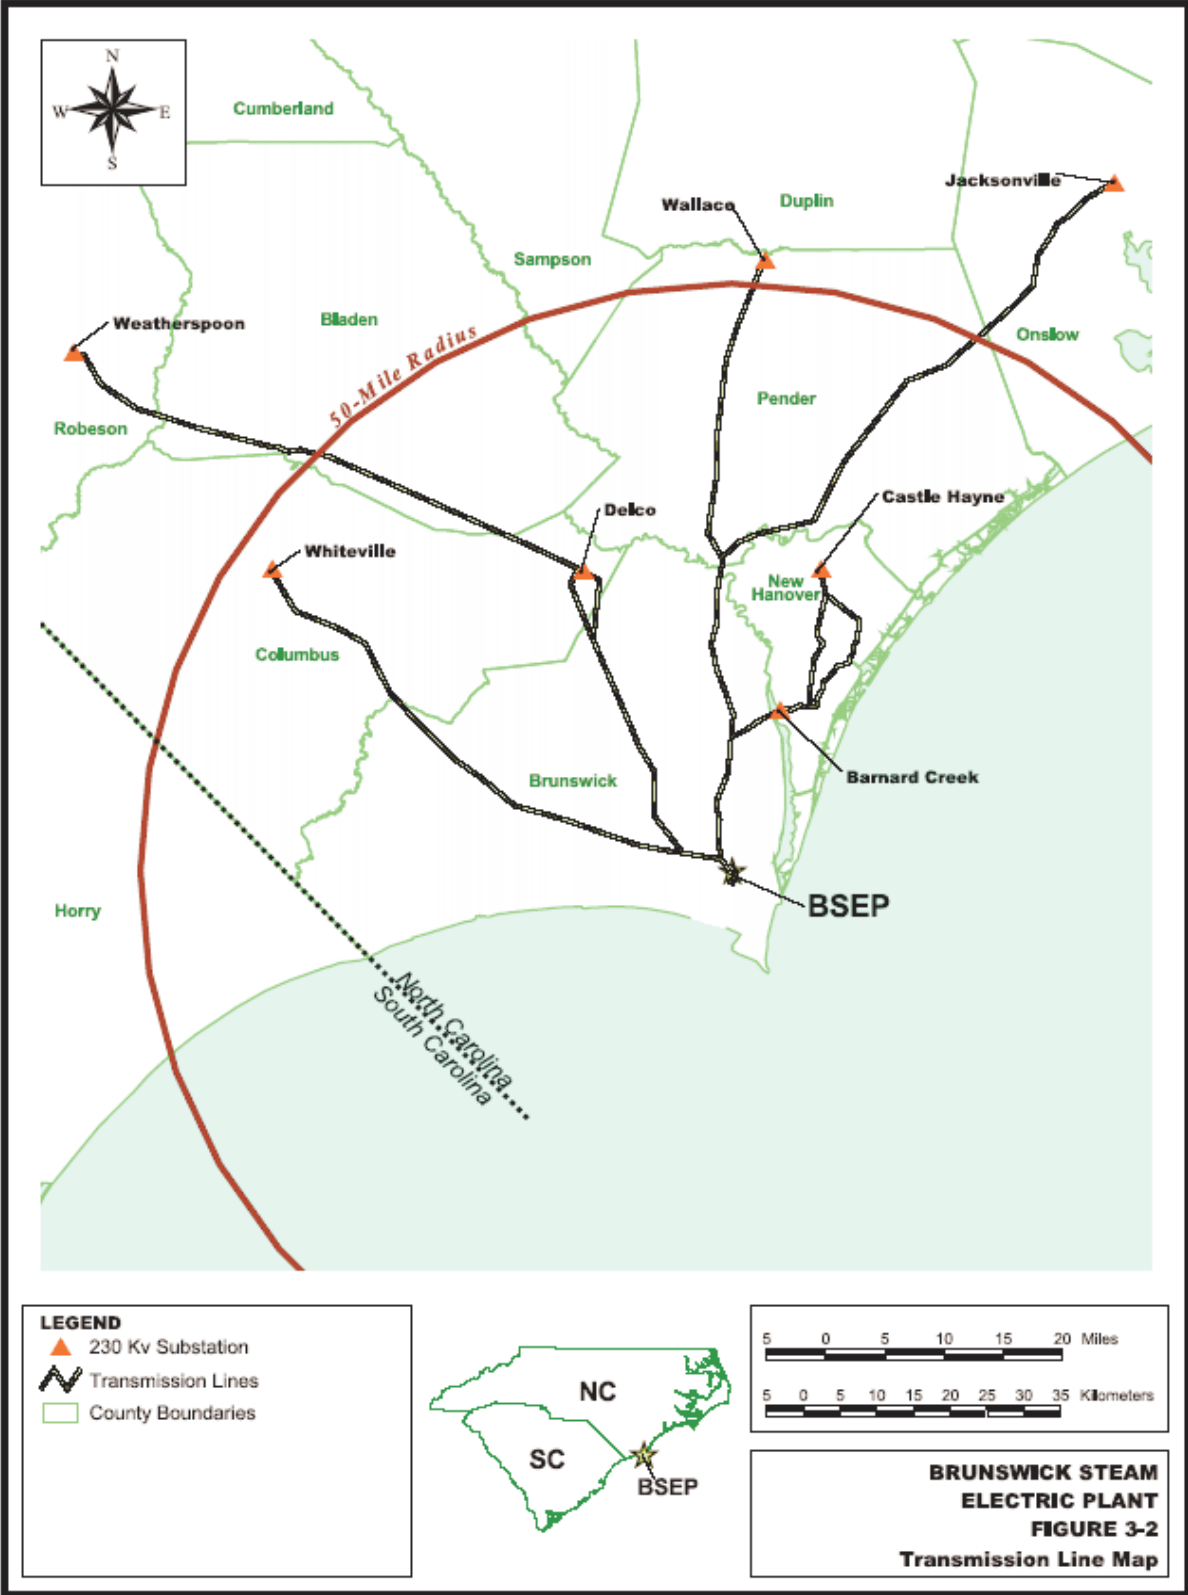 N
W E
S
Cumberland
Jacksonville
Wallace
Duplin
Sampson
Bladen
Weatherspoon
Onslow
50-Mile Radius
Pender
Robeson
Castle Hayne
Delco
Whiteville
New
Hanover
Columbus
Brunswick
Barnard Creek
BSEP
Horry
North Carolina
South Carolina
LEGEND
230 Kv Substation
Transmission Lines
County Boundaries
NC
SC
BSEP
5 0 5 10 15 20 Miles
5 0 5 10 15 20 25 30 35 Kilometers
BRUNSWICK STEAM
ELECTRIC PLANT
FIGURE 3-2
Transmission Line Map